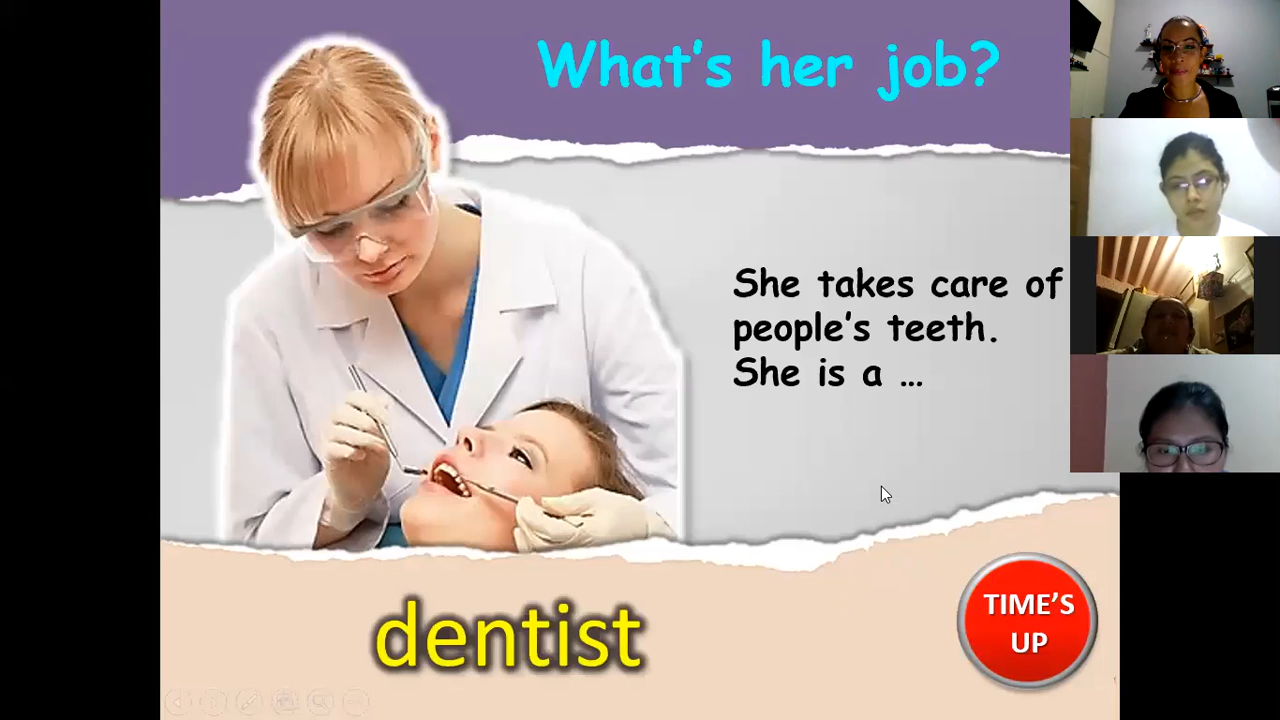 What's her job?
She takes care of
people's teeth.
She is a ...
dentist
TIME'S
UP